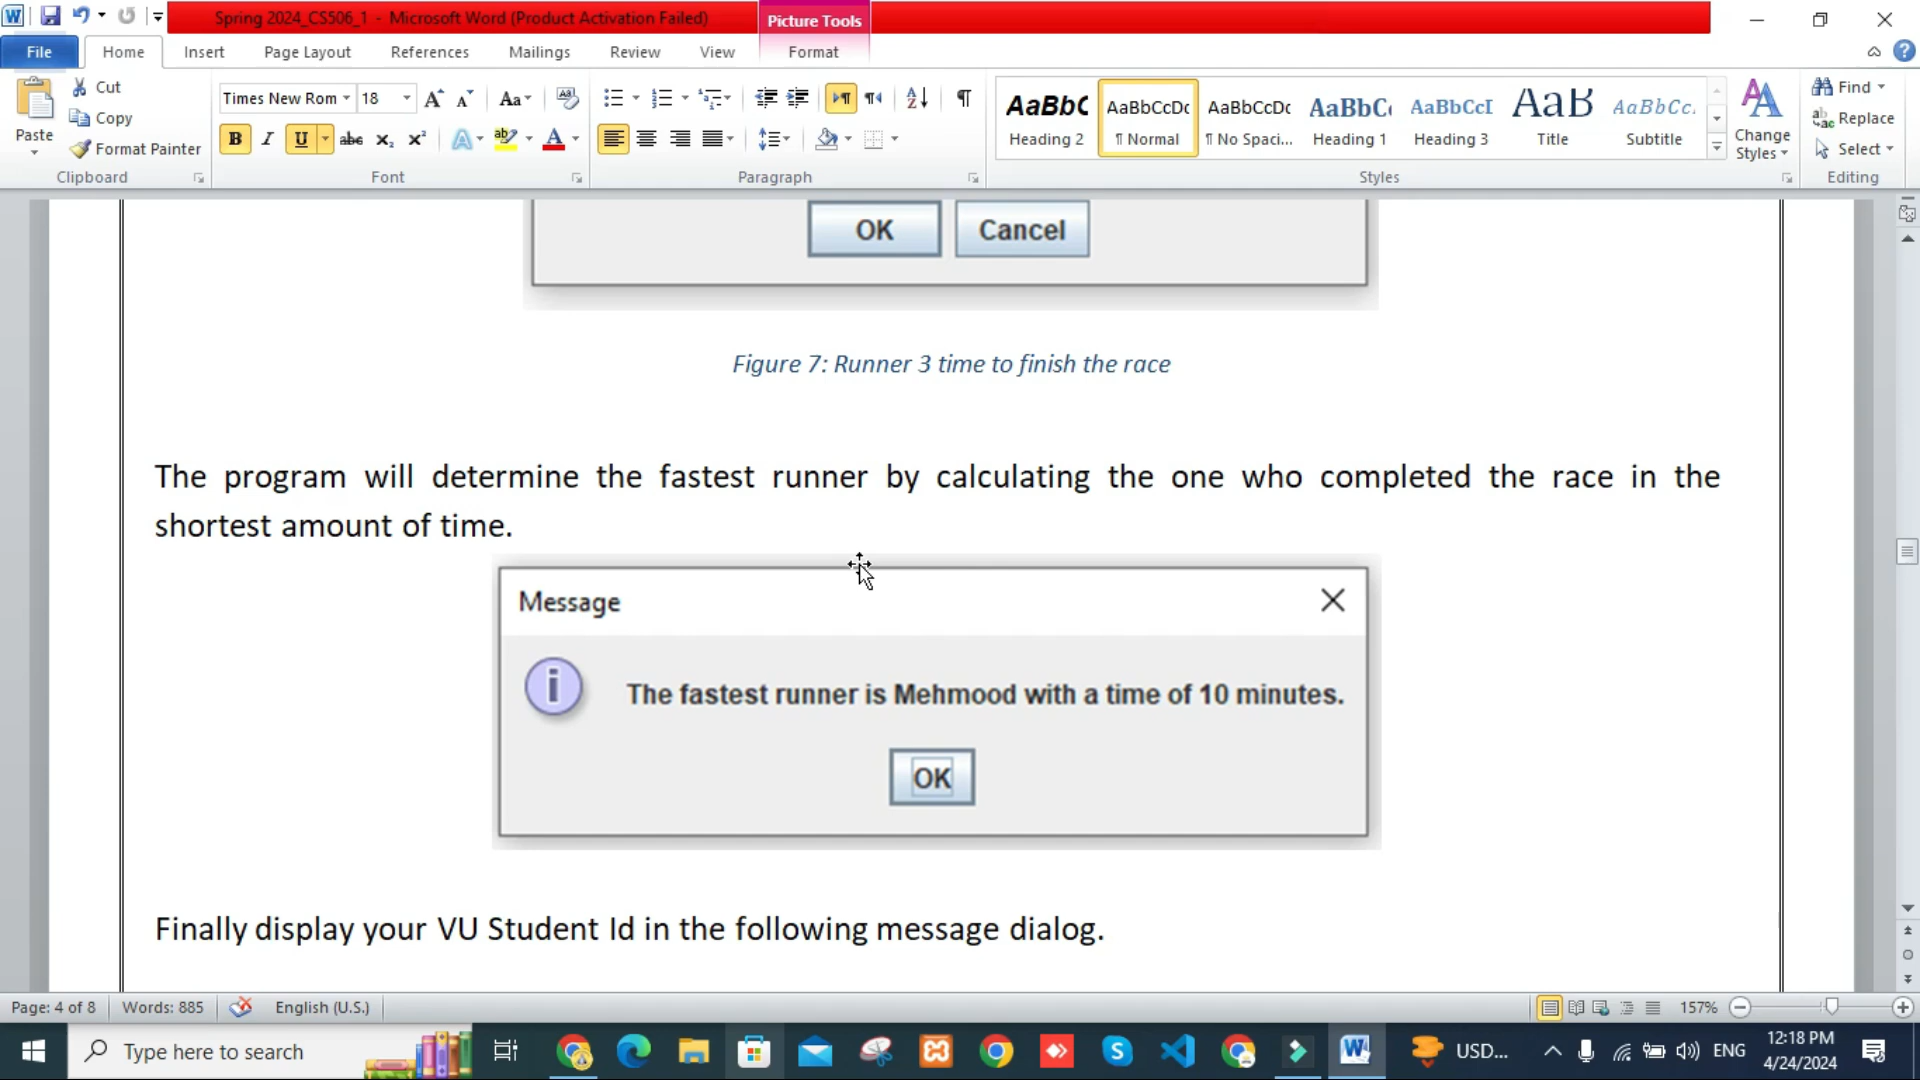 Spring 2024_CS506_1 - Microsoft Word (Product Activation Failed)
Picture Tools
File Home Insert Page Layout References Mailings Review View Format
Paste
Cut
Copy
Format Painter
Clipboard
Times New Rom 18
Font
Paragraph
AaBbC AaBbCcDc AaBbCcDc AaBbC AaBbCcI AaB AaBbCc.
Heading 2 ¶ Normal ¶ No Spaci... Heading 1 Heading 3 Title Subtitle
Change
Styles
Styles
Find
Replace
Select
Editing
OK Cancel
Figure 7: Runner 3 time to finish the race
The program will determine the fastest runner by calculating the one who completed the race in the
shortest amount of time.
Message
The fastest runner is Mehmood with a time of 10 minutes.
OK
Finally display your VU Student Id in the following message dialog.
Page: 4 of 8 Words: 885 English (U.S.) 157%
Type here to search
USD... ENG
12:18 PM
4/24/2024